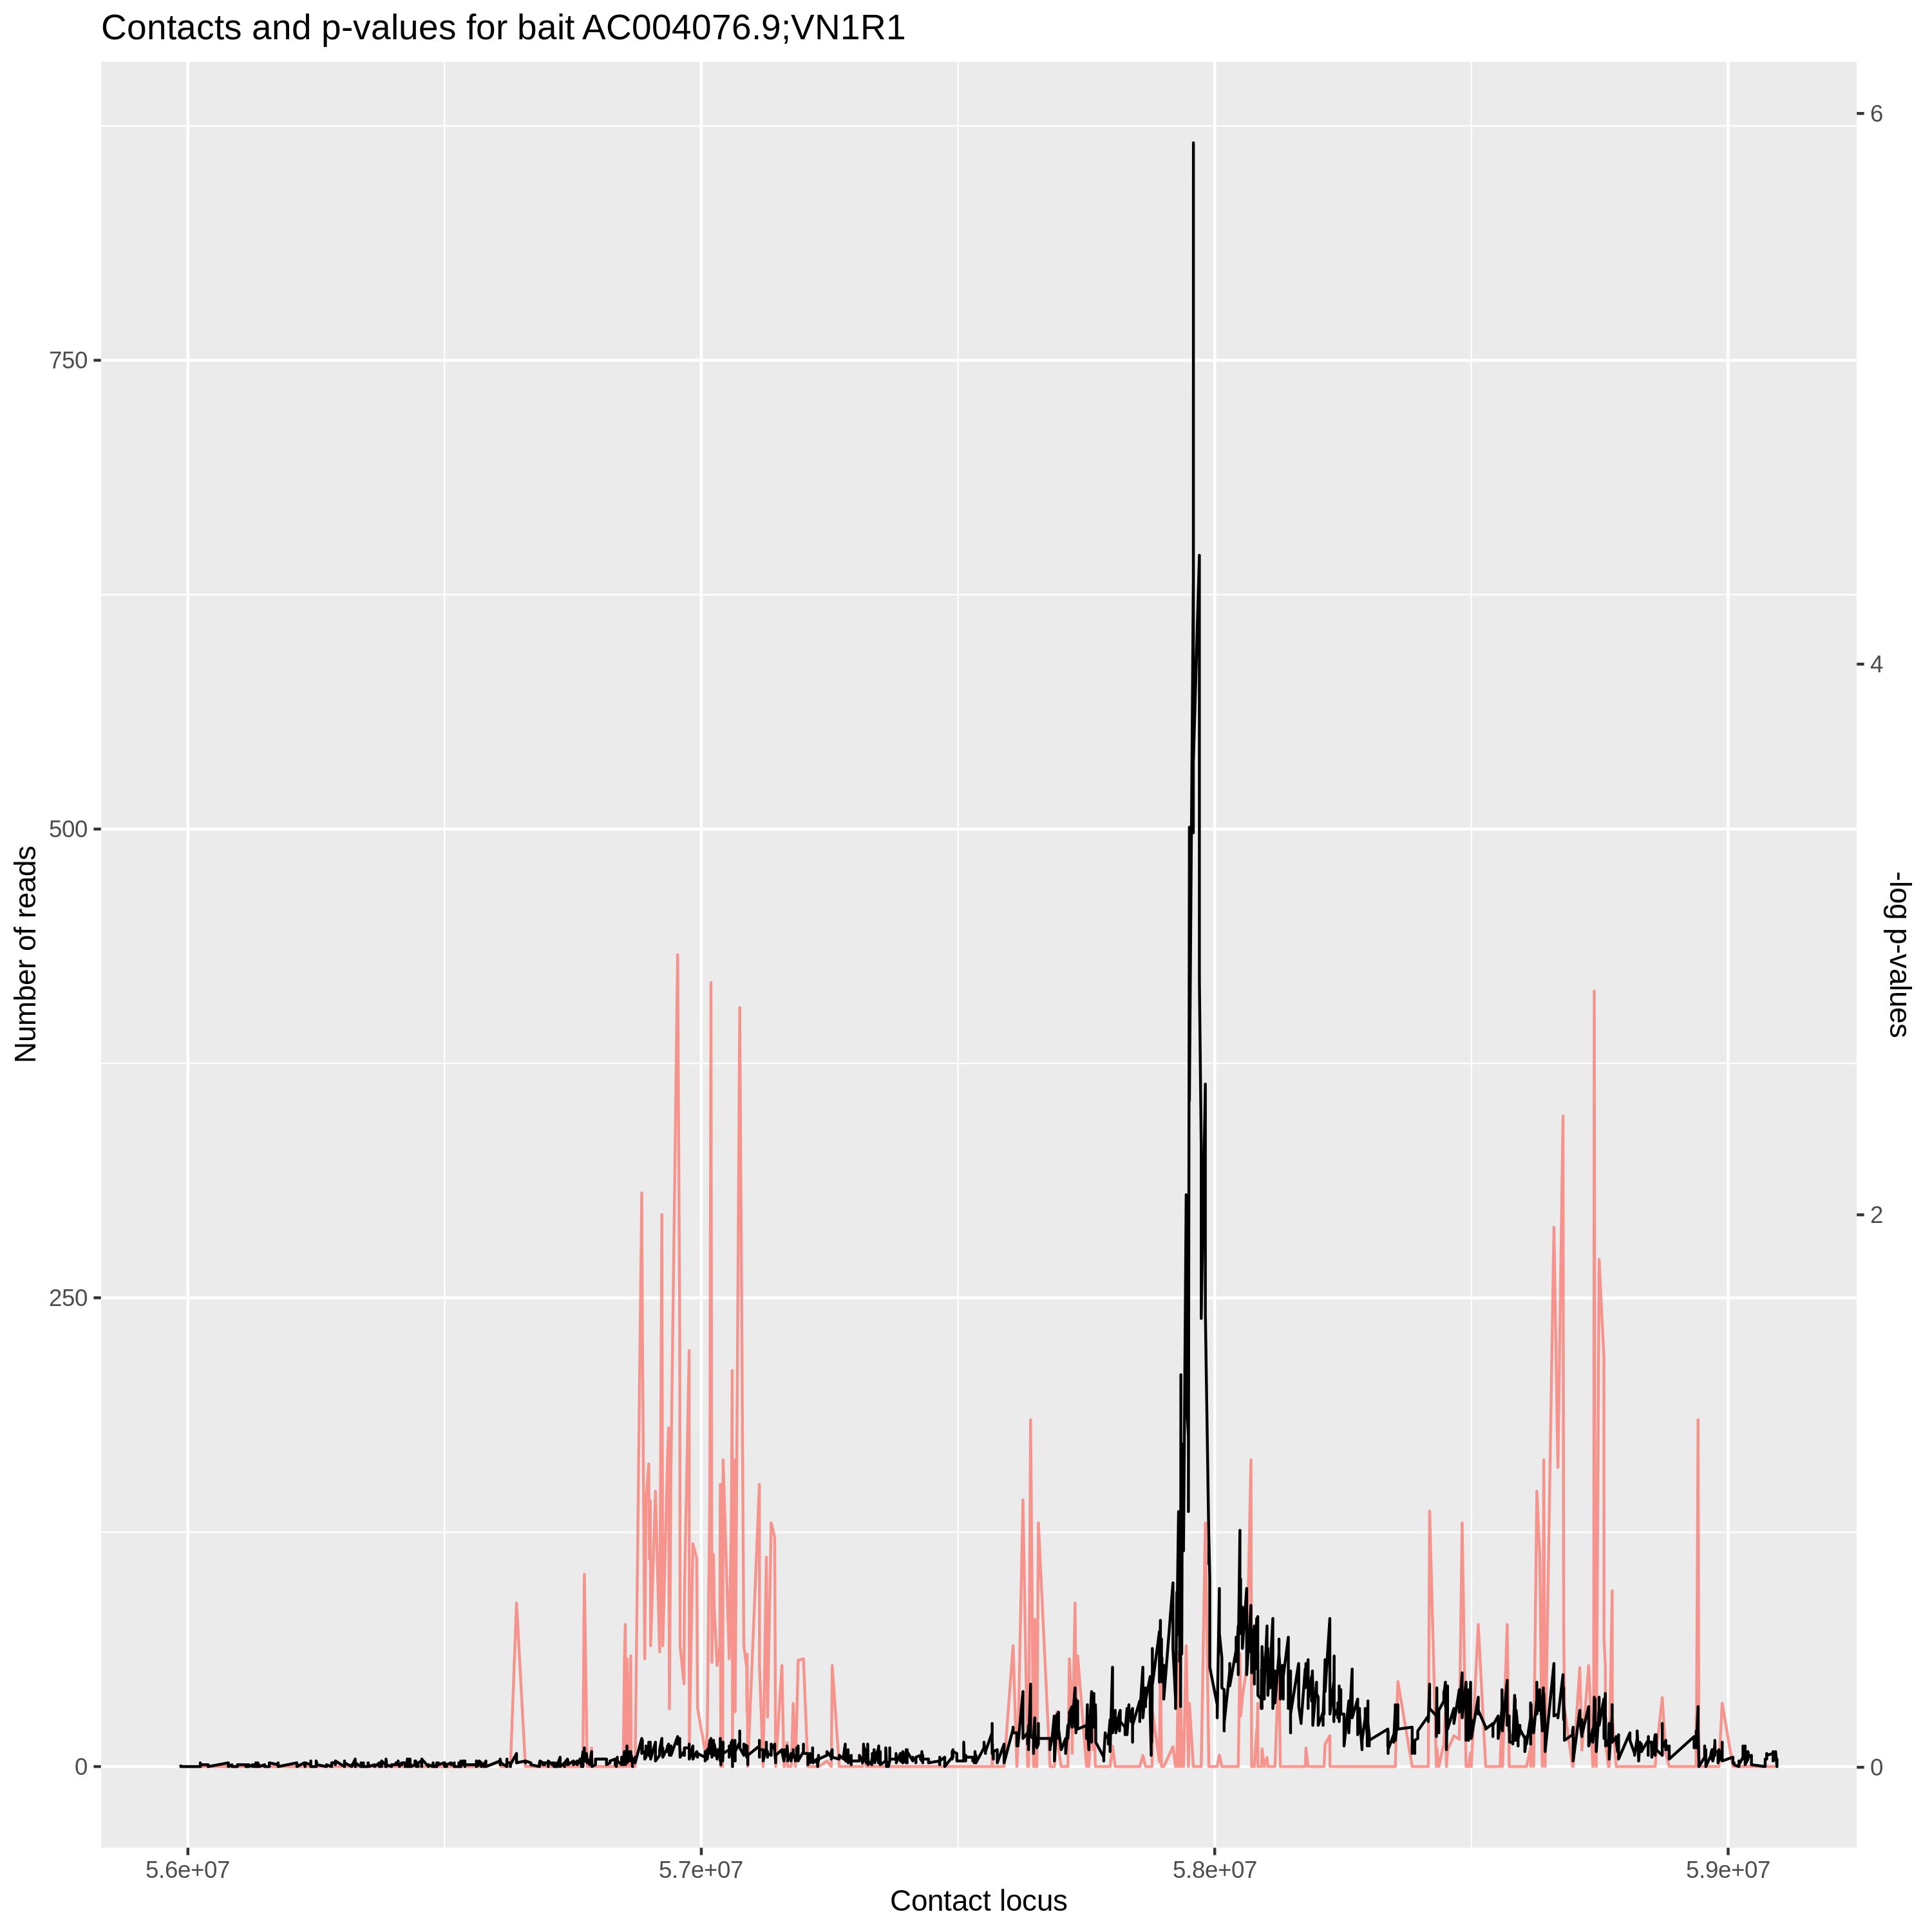 Contacts and p-values for bait AC004076.9;VN1R1
6
750
4
500
Number of reads
-log p-values
2
250
0
0
5.6e+07 5.7e+07 5.8e+07 5.9e+07
Contact locus